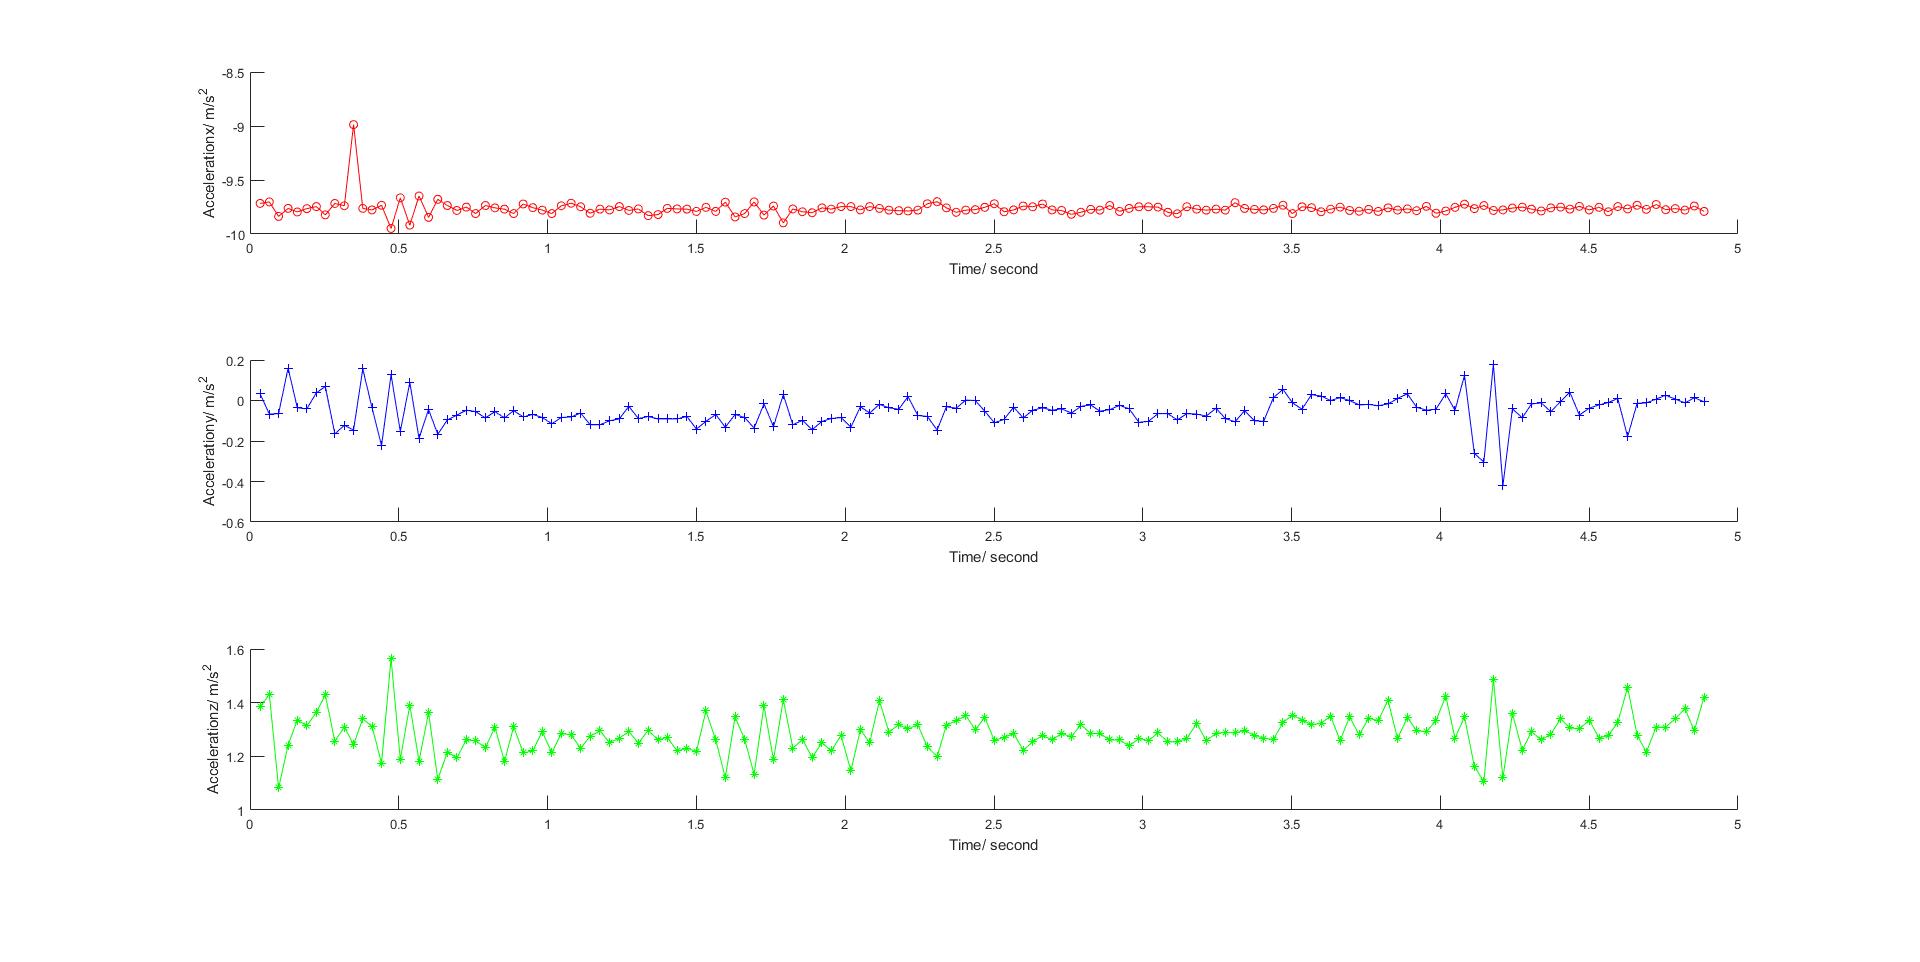 Accelerationx/ m/s²
-8.5
-9
-9.5
-10
0 0.5 1 1.5 2 2.5 3 3.5 4 4.5 5
Time/ second
Accelerationy/ m/s²
0.2
0
-0.2
-0.4
-0.6
0 0.5 1 1.5 2 2.5 3 3.5 4 4.5 5
Time/ second
Accelerationz/ m/s²
1.6
1.4
1.2
1
0 0.5 1 1.5 2 2.5 3 3.5 4 4.5 5
Time/ second